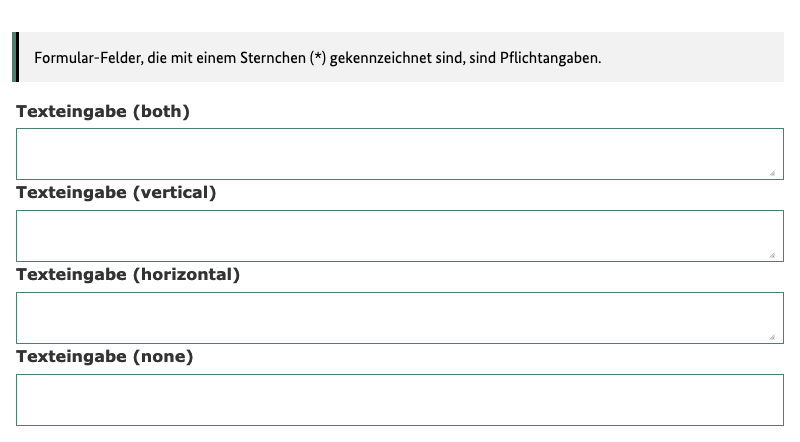 Formular-Felder, die mit einem Sternchen (*) gekennzeichnet sind, sind Pflichtangaben.
Texteingabe (both)
Texteingabe (vertical)
Texteingabe (horizontal)
Texteingabe (none)